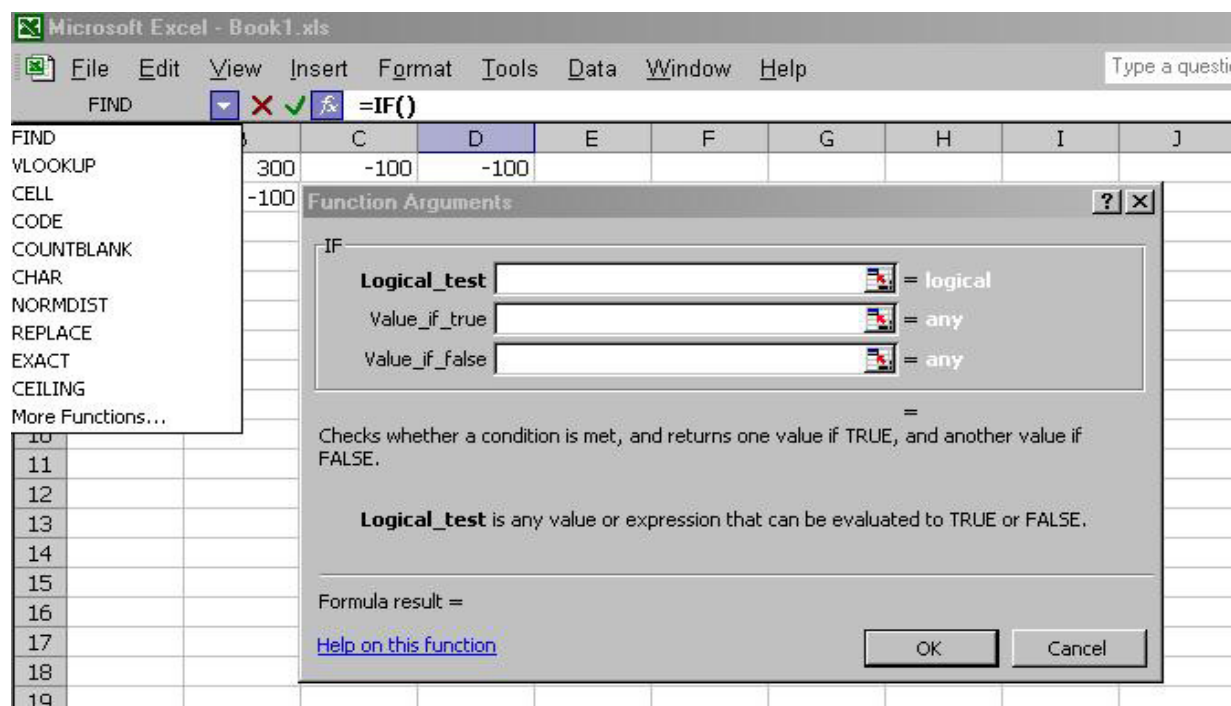 Microsoft Excel - Book1.xls
File Edit View Insert Format Tools Data Window Help Type a questi
FIND fx =IF()
FIND
VLOOKUP
CELL
CODE
COUNTBLANK
CHAR
NORMDIST
REPLACE
EXACT
CEILING
More Functions...
C D E F G H I J
300 -100 -100
-100
Function Arguments ? X
IF
Logical_test = logical
Value_if_true = any
Value_if_false = any
=
Checks whether a condition is met, and returns one value if TRUE, and another value if
FALSE.
Logical_test is any value or expression that can be evaluated to TRUE or FALSE.
Formula result =
Help on this function OK Cancel
10
11
12
13
14
15
16
17
18
19